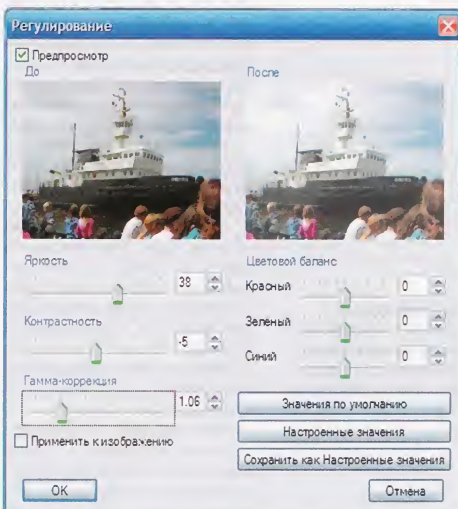 Регулирование
Предпросмотр
До
После
Яркость
38
Контрастность
-5
Гамма-коррекция
1.06
Применить к изображению
Цветовой баланс
Красный
0
Зелёный
0
Синий
0
Значения по умолчанию
Настроенные значения
Сохранить как Настроенные значения
OK
Отмена